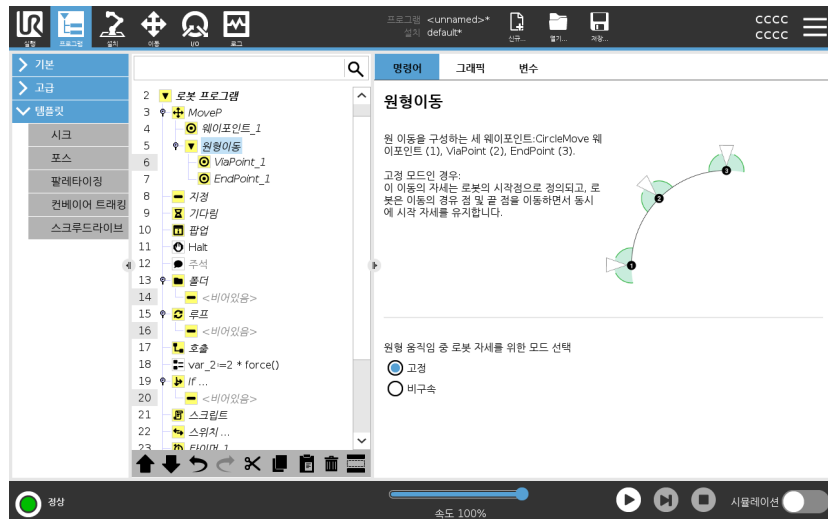 UR
실행
프로그램
설치
이동
I/O
로그
프로그램 <unnamed>*
설치 default*
신규...
열기...
저장...
cccc
cccc
기본
고급
템플릿
시크
포스
팔레타이징
컨베이어 트래킹
스크루드라이브
2 로봇 프로그램
3 MoveP
4 웨이포인트_1
5 원형이동
6 ViaPoint_1
7 EndPoint_1
8 지정
9 기다림
10 팝업
11 Halt
12 주석
13 폴더
14 <비어있음>
15 루프
16 <비어있음>
17 호출
18 var_2≔2 * force()
19 If ...
20 <비어있음>
21 스크립트
22 스위치 ...
23 타이머_1
명령어
그래픽
변수
원형이동
원 이동을 구성하는 세 웨이포인트:CircleMove 웨
이포인트 (1), ViaPoint (2), EndPoint (3).
고정 모드인 경우:
이 이동의 자세는 로봇의 시작점으로 정의되고, 로
봇은 이동의 경유 점 및 끝 점을 이동하면서 동시
에 시작 자세를 유지합니다.
3
2
1
원형 움직임 중 로봇 자세를 위한 모드 선택
고정
비구속
정상
속도 100%
시뮬레이션